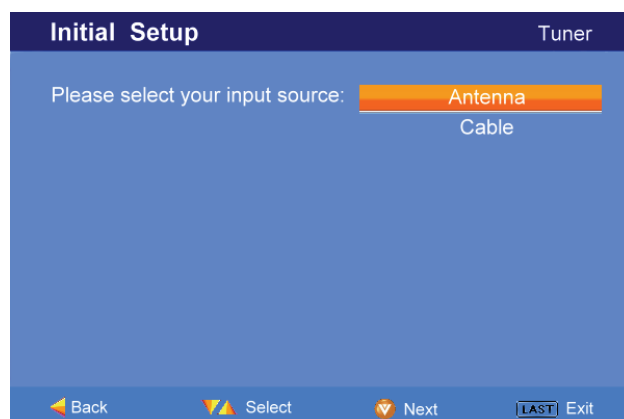 Initial Setup Tuner
Please select your input source: Antenna
Cable
Back Select Next LAST Exit